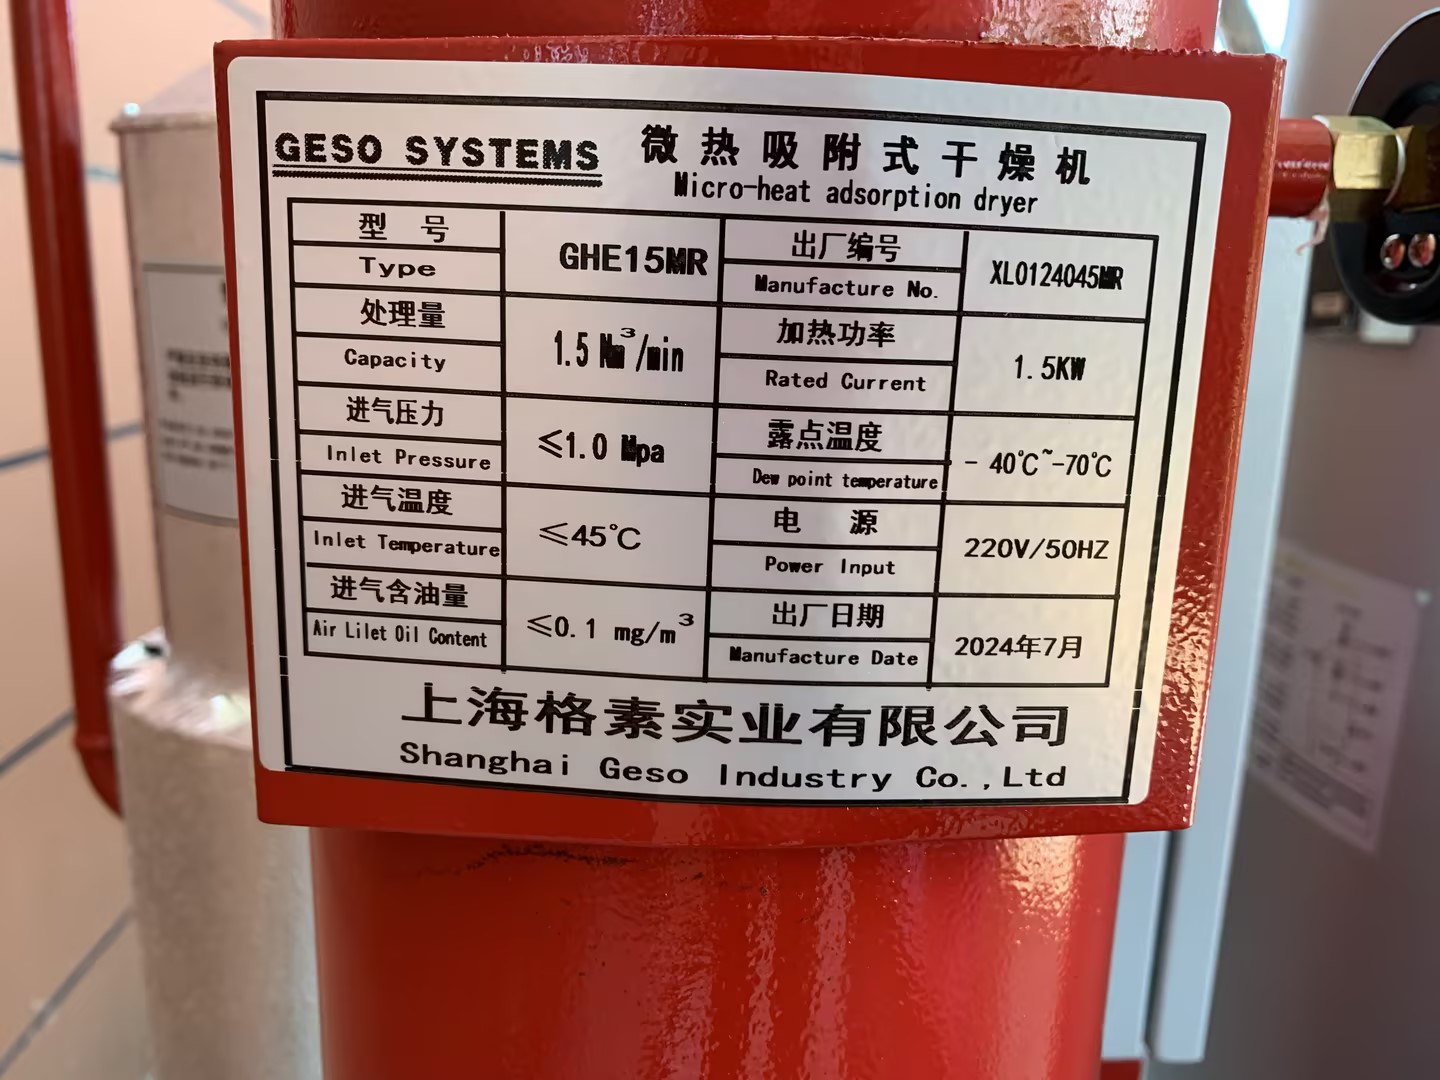 GESO SYSTEMS
微热吸附式干燥机
Micro-heat adsorption dryer
型 号
Type
GHE15MR
出厂编号
Manufacture No.
XL0124045MR
处理量
Capacity
1.5 Nm³/min
加热功率
Rated Current
1.5KW
进气压力
Inlet Pressure
≤1.0 Mpa
露点温度
Dew point temperature
- 40℃~-70℃
进气温度
Inlet Temperature
≤45℃
电 源
Power Input
220V/50HZ
进气含油量
Air Lilet Oil Content
≤0.1 mg/m³
出厂日期
Manufacture Date
2024年7月
上海格素实业有限公司
Shanghai Geso Industry Co.,Ltd